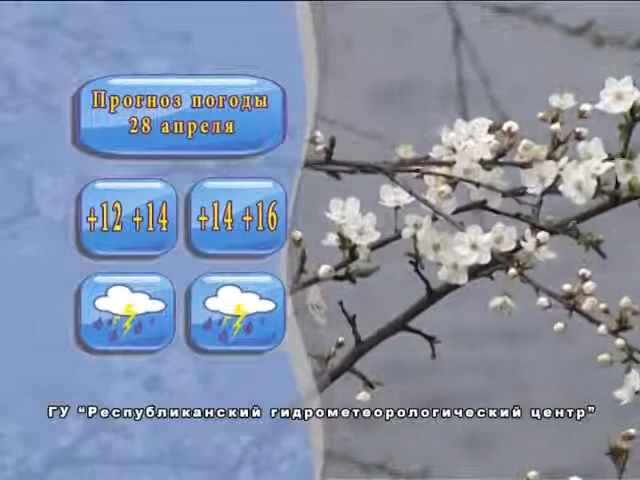 Прогноз погоды
28 апреля
+12 +14 +14 +16
ГУ “Республиканский гидрометеорологический центр”